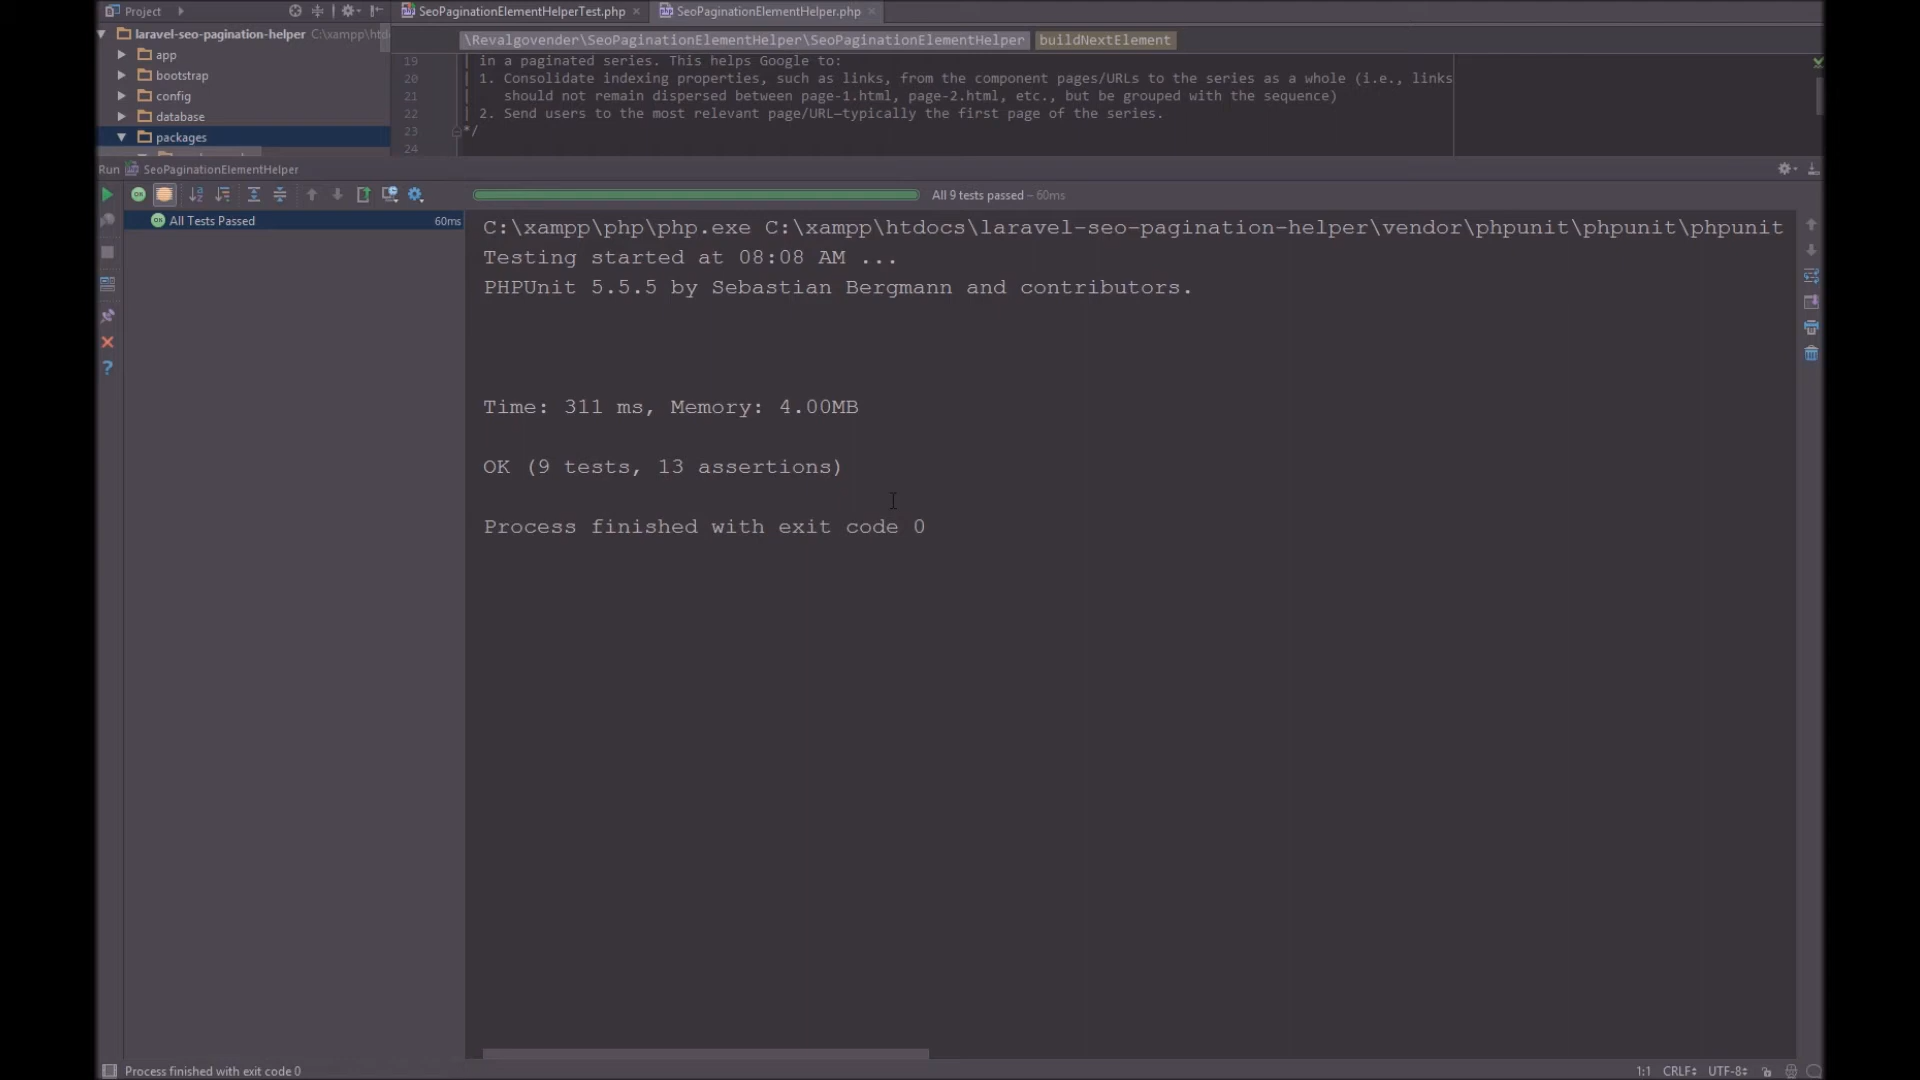 Project
SeoPaginationElementHelperTest.php
SeoPaginationElementHelper.php
laravel-seo-pagination-helper C:\xampp\htd
app
bootstrap
config
database
packages
\Revalgovender\SeoPaginationElementHelper\SeoPaginationElementHelper buildNextElement
19 | in a paginated series. This helps Google to:
20 | 1. Consolidate indexing properties, such as links, from the component pages/URLs to the series as a whole (i.e., links
21 | should not remain dispersed between page-1.html, page-2.html, etc., but be grouped with the sequence)
22 | 2. Send users to the most relevant page/URL—typically the first page of the series.
23 */
24
Run SeoPaginationElementHelper
All 9 tests passed – 60ms
All Tests Passed 60ms
C:\xampp\php\php.exe C:\xampp\htdocs\laravel-seo-pagination-helper\vendor\phpunit\phpunit\phpunit
Testing started at 08:08 AM ...
PHPUnit 5.5.5 by Sebastian Bergmann and contributors.
Time: 311 ms, Memory: 4.00MB
OK (9 tests, 13 assertions)
Process finished with exit code 0
Process finished with exit code 0
1:1 CRLF UTF-8